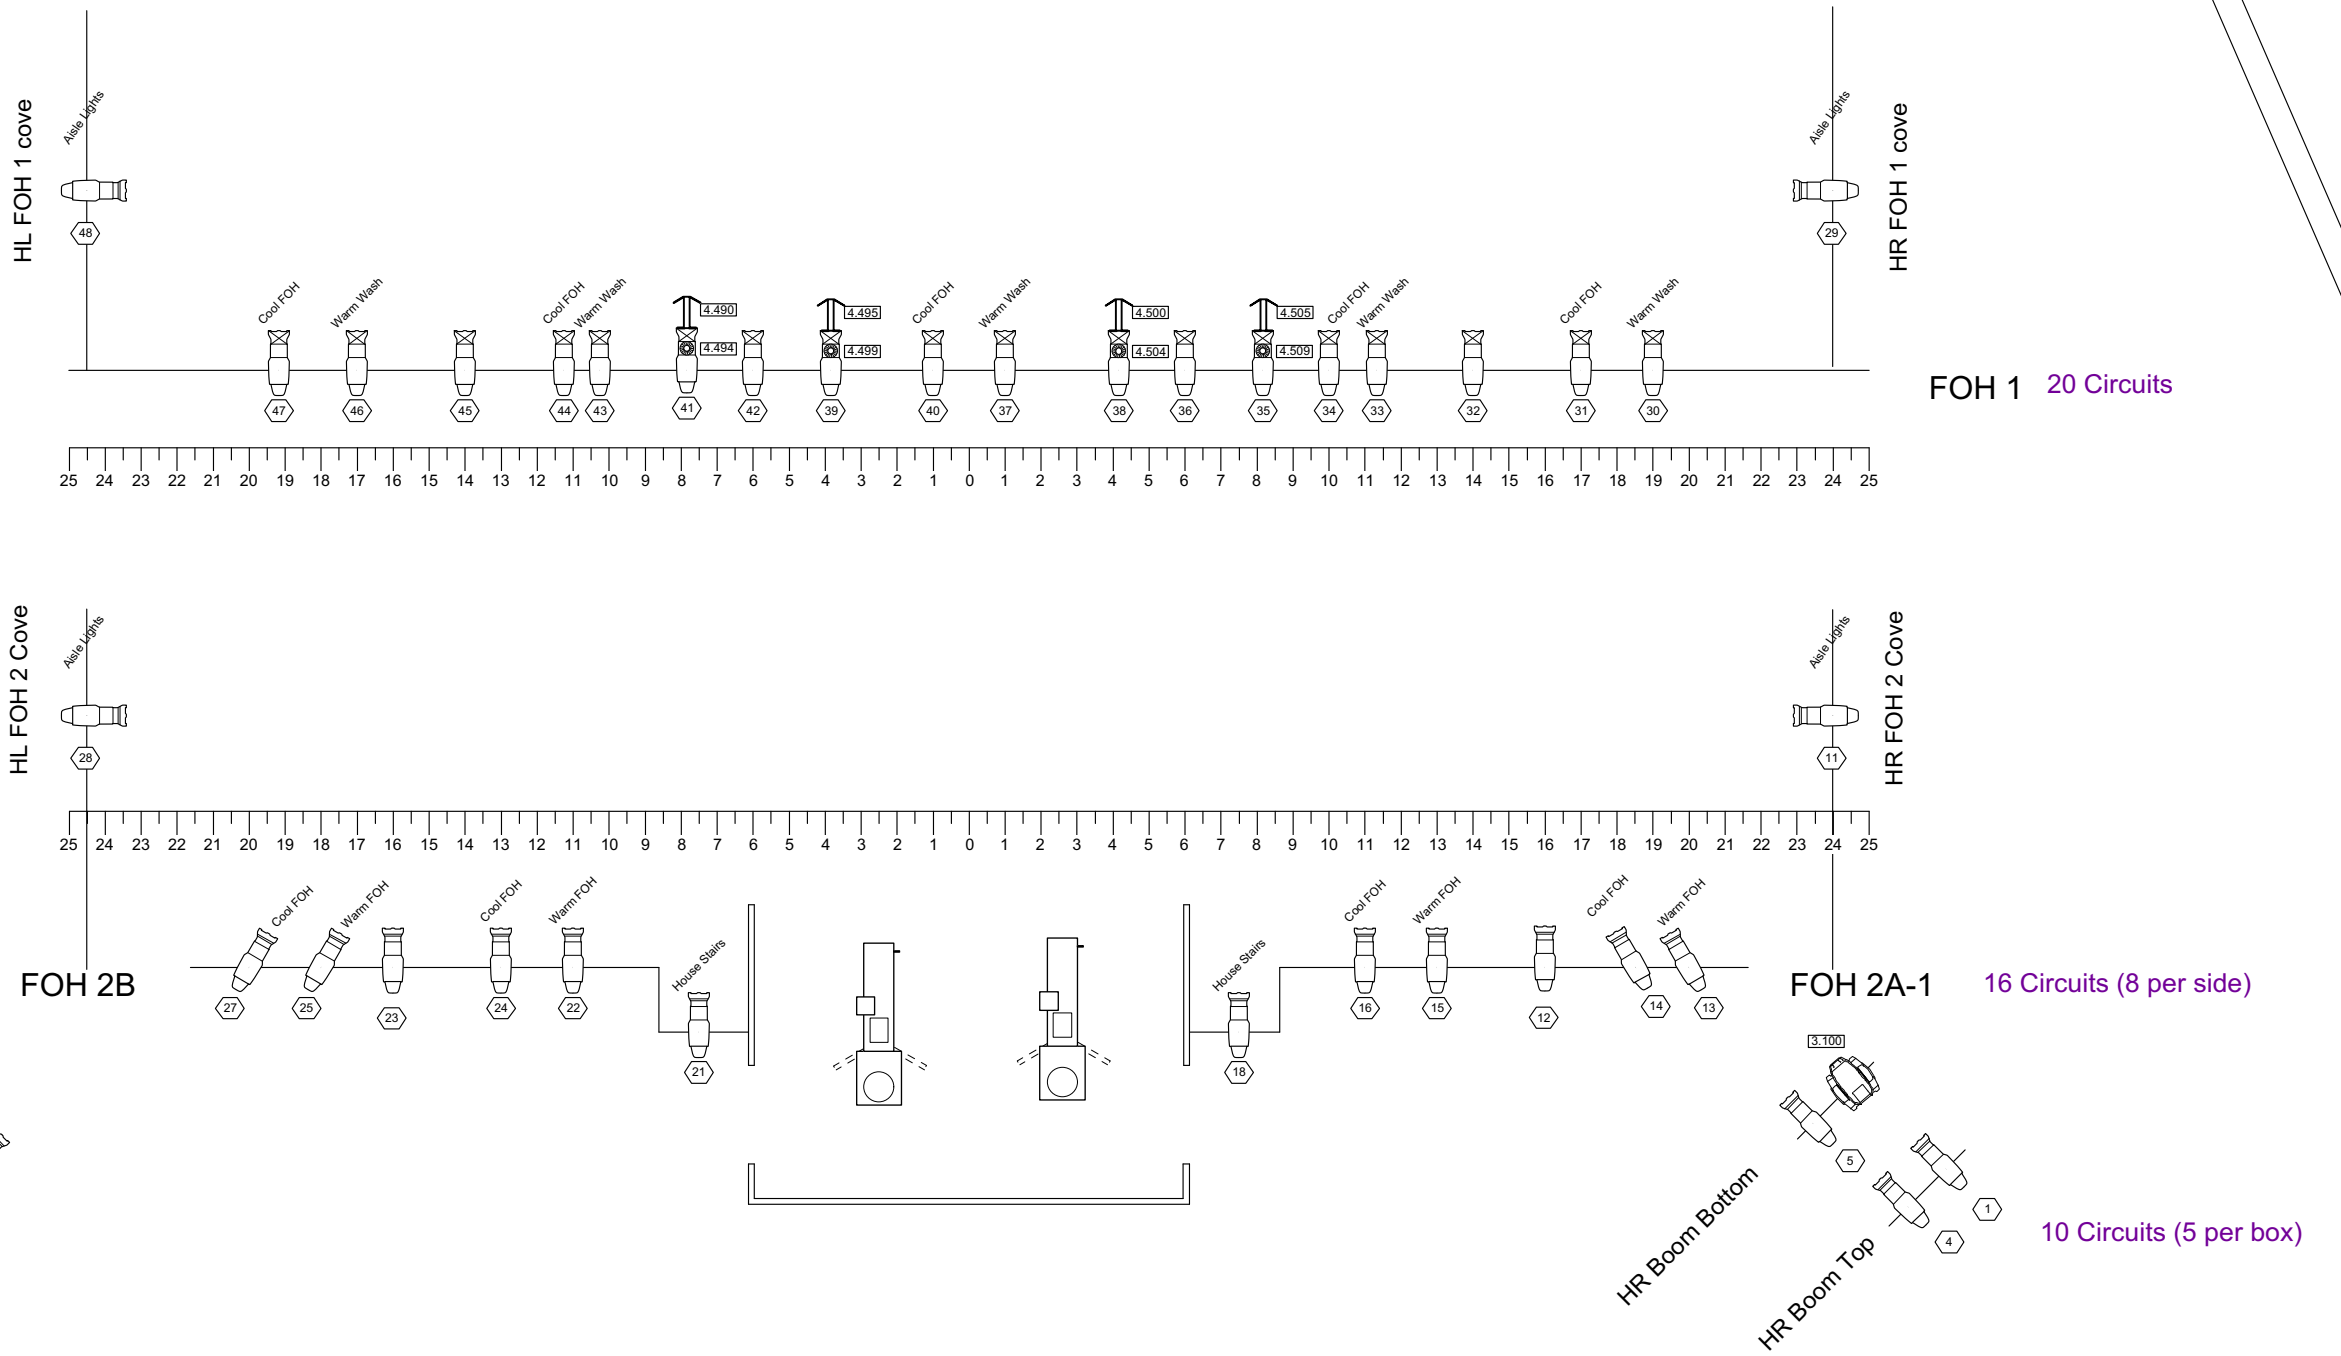 HL FOH 1 cove
Aisle Lights
48
Aisle Lights
HR FOH 1 cove
29
Cool FOH
Warm Wash
Cool FOH
Warm Wash
4.490
4.494
4.495
4.499
Cool FOH
Warm Wash
4.500
4.504
4.505
4.509
Cool FOH
Warm Wash
Cool FOH
Warm Wash
47 46 45 44 43 41 42 39 40 37 38 36 35 34 33 32 31 30
FOH 1 20 Circuits
25 24 23 22 21 20 19 18 17 16 15 14 13 12 11 10 9 8 7 6 5 4 3 2 1 0 1 2 3 4 5 6 7 8 9 10 11 12 13 14 15 16 17 18 19 20 21 22 23 24 25
HL FOH 2 Cove
Aisle Lights
28
Aisle Lights
HR FOH 2 Cove
11
25 24 23 22 21 20 19 18 17 16 15 14 13 12 11 10 9 8 7 6 5 4 3 2 1 0 1 2 3 4 5 6 7 8 9 10 11 12 13 14 15 16 17 18 19 20 21 22 23 24 25
Cool FOH
Warm FOH
Cool FOH
Warm FOH
House Stairs
House Stairs
Cool FOH
Warm FOH
Cool FOH
Warm FOH
FOH 2B
27 25 23 24 22
21
18
16 15 12 14 13
FOH 2A-1 16 Circuits (8 per side)
3.100
5
1
4
HR Boom Bottom
HR Boom Top
10 Circuits (5 per box)